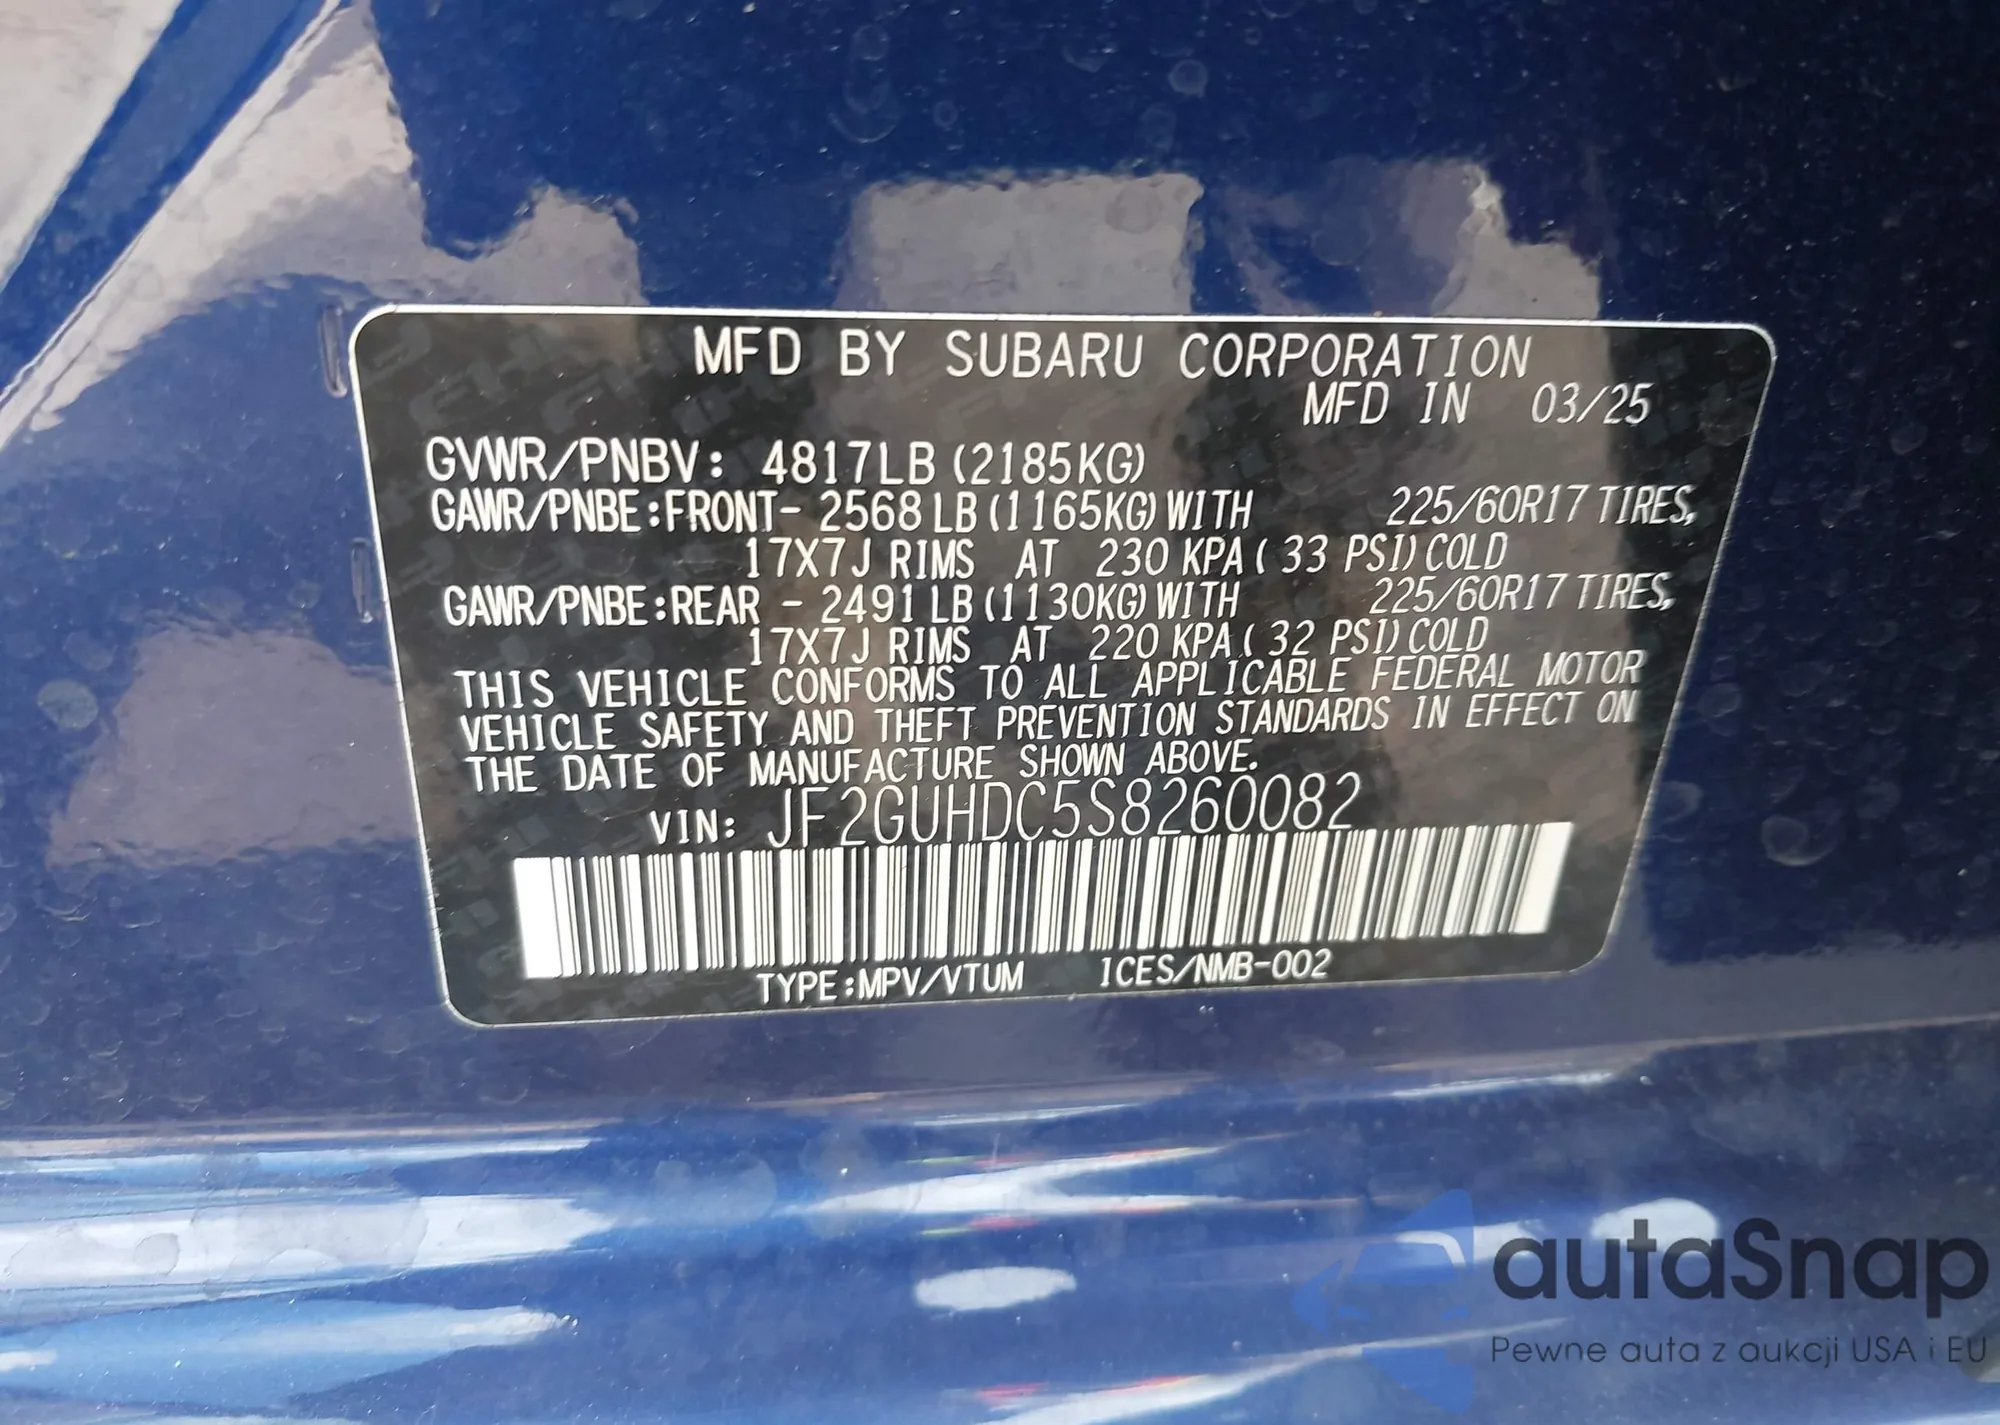 MFD BY SUBARU CORPORATION
MFD IN 03/25
GVWR/PNBV: 4817LB (2185KG)
GAWR/PNBE:FRONT- 2568 LB (1165KG) WITH 225/60R17 TIRES,
17X7J RIMS AT 230 KPA ( 33 PSI) COLD
GAWR/PNBE:REAR - 2491 LB (1130KG) WITH 225/60R17 TIRES,
17X7J RIMS AT 220 KPA ( 32 PSI) COLD
THIS VEHICLE CONFORMS TO ALL APPLICABLE FEDERAL MOTOR
VEHICLE SAFETY AND THEFT PREVENTION STANDARDS IN EFFECT ON
THE DATE OF MANUFACTURE SHOWN ABOVE.
VIN: JF2GUHDC5S8260082
TYPE:MPV/VTUM ICES/NMB-002
autaSnap
Pewne auta z aukcji USA i EU